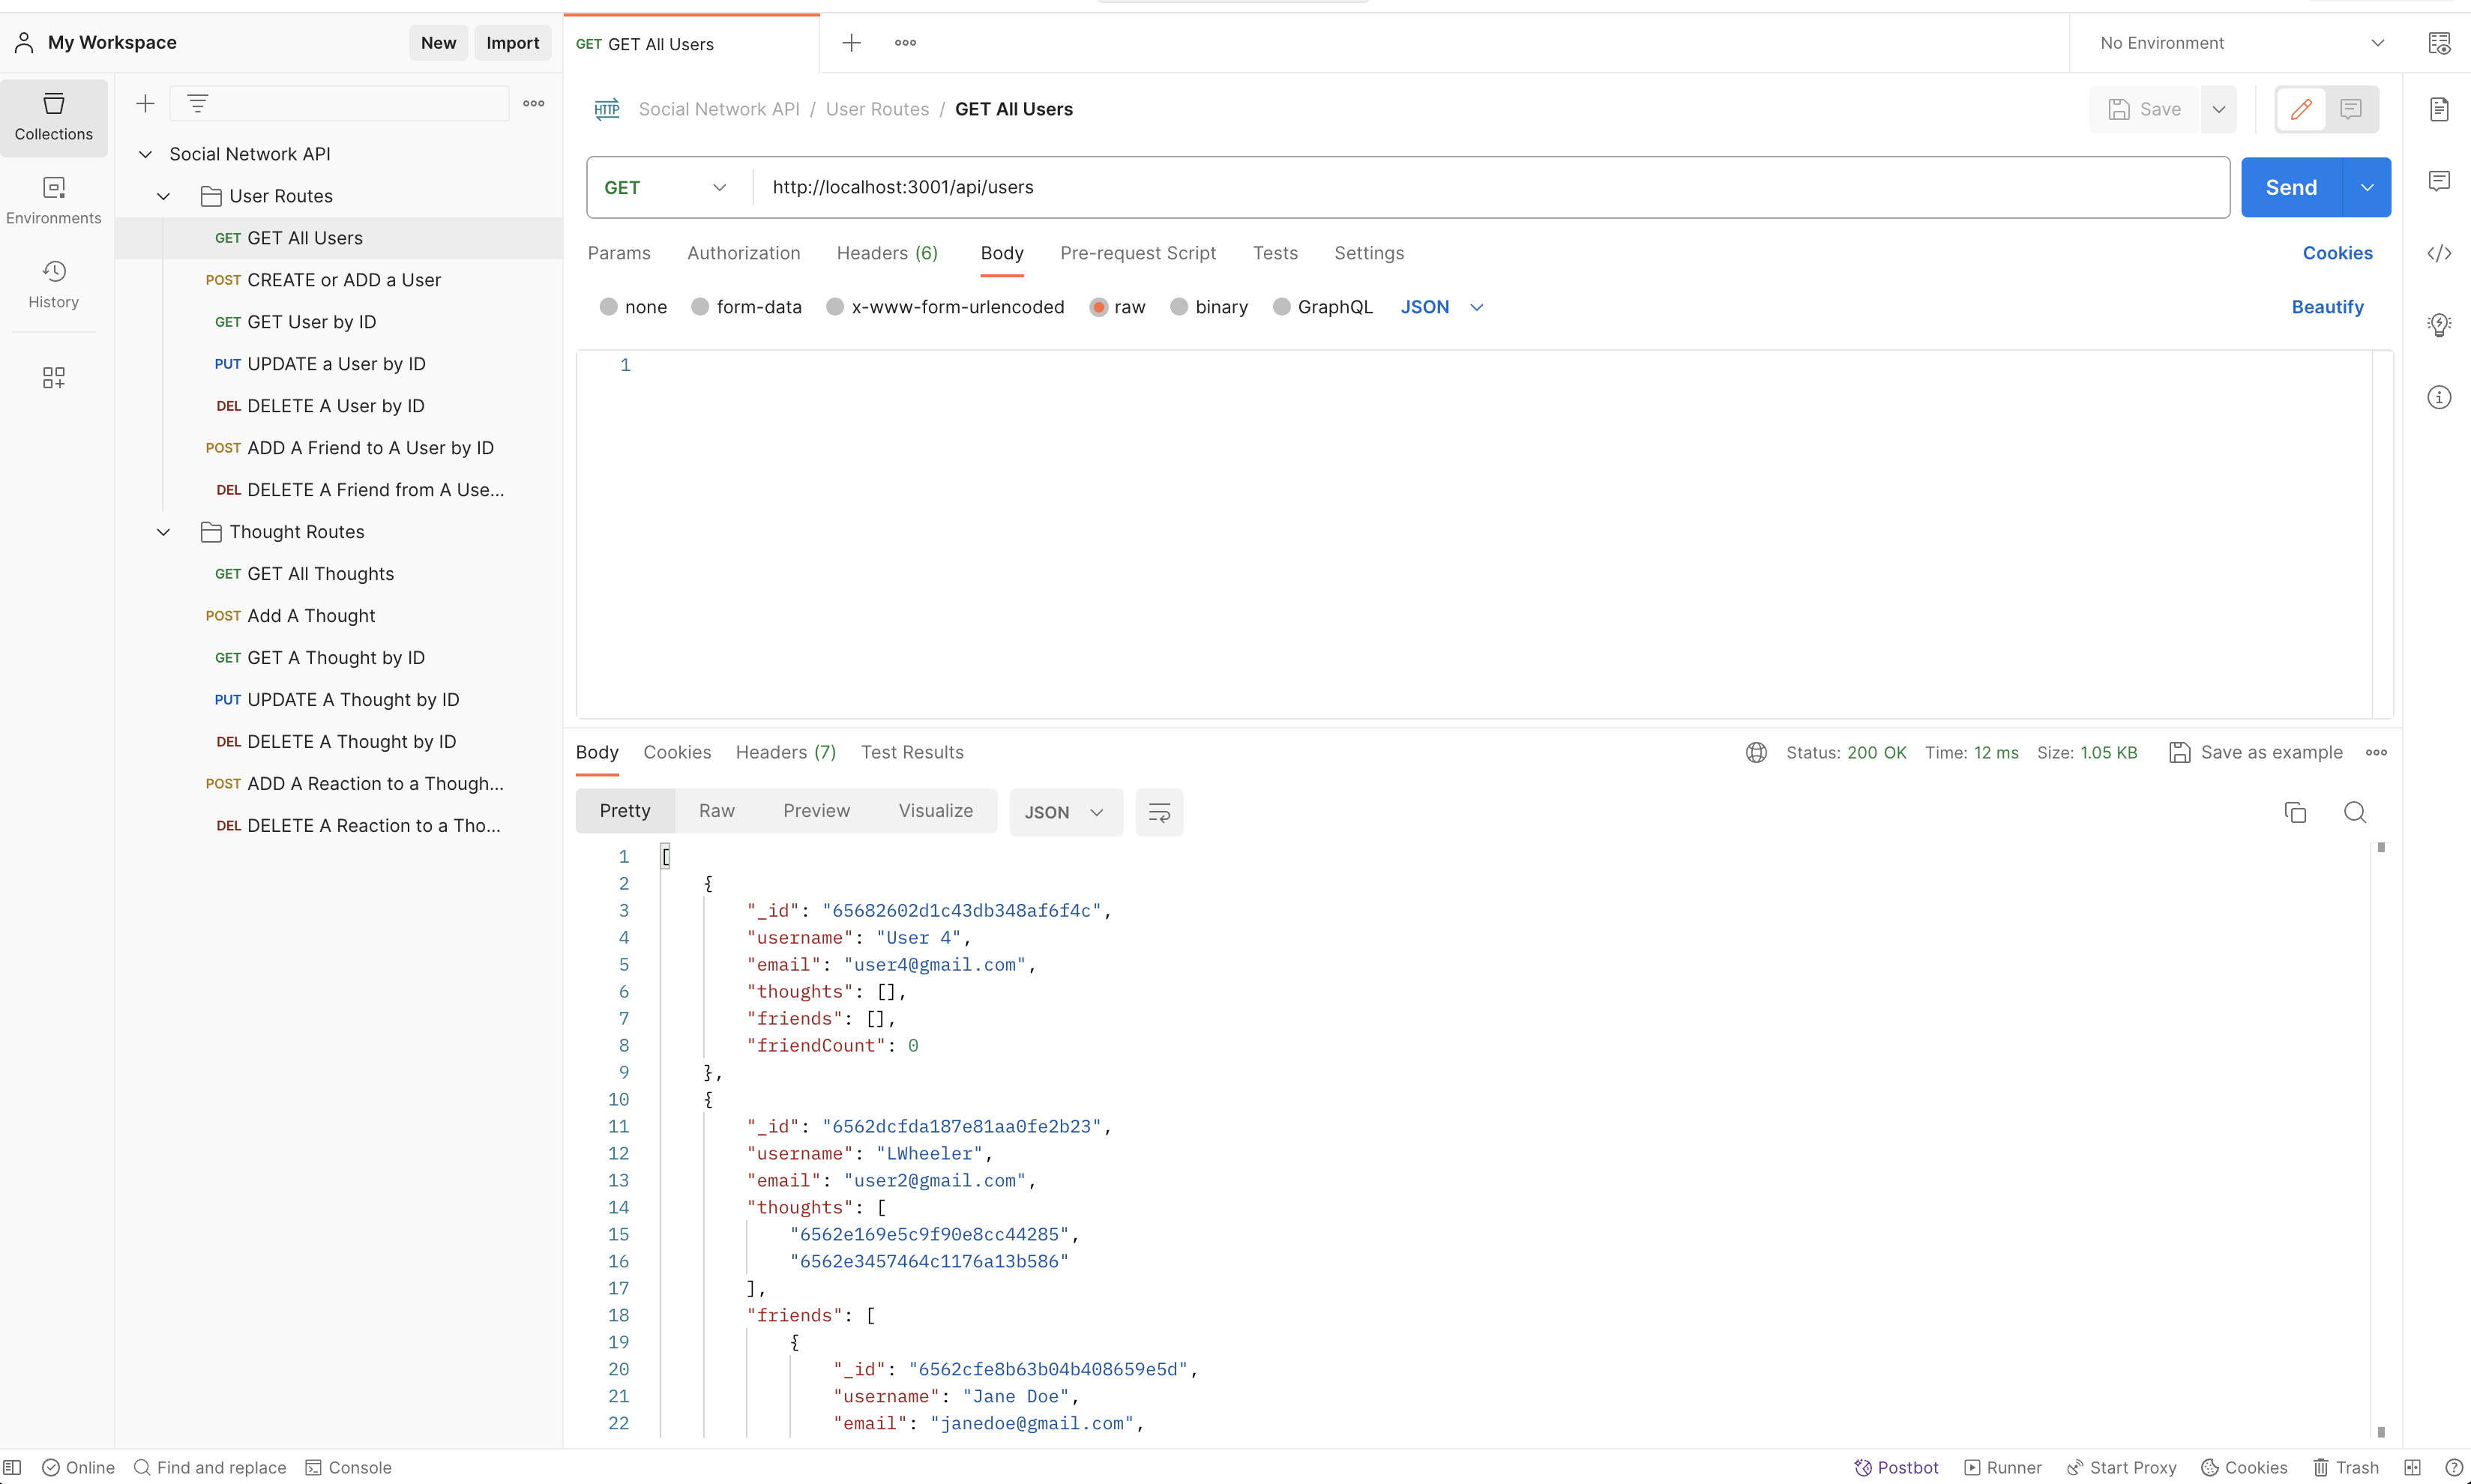 My Workspace
New
Import
GET GET All Users
No Environment
Collections
Environments
History
Social Network API
User Routes
GET GET All Users
POST CREATE or ADD a User
GET GET User by ID
PUT UPDATE a User by ID
DEL DELETE A User by ID
POST ADD A Friend to A User by ID
DEL DELETE A Friend from A Use...
Thought Routes
GET GET All Thoughts
POST Add A Thought
GET GET A Thought by ID
PUT UPDATE A Thought by ID
DEL DELETE A Thought by ID
POST ADD A Reaction to a Though...
DEL DELETE A Reaction to a Tho...
HTTP Social Network API / User Routes / GET All Users
Save
GET http://localhost:3001/api/users
Send
Params Authorization Headers (6) Body Pre-request Script Tests Settings
Cookies
none form-data x-www-form-urlencoded raw binary GraphQL JSON
Beautify
1
Body Cookies Headers (7) Test Results
Status: 200 OK Time: 12 ms Size: 1.05 KB
Save as example
Pretty Raw Preview Visualize JSON
1 [
2 {
3 "_id": "65682602d1c43db348af6f4c",
4 "username": "User 4",
5 "email": "user4@gmail.com",
6 "thoughts": [],
7 "friends": [],
8 "friendCount": 0
9 },
10 {
11 "_id": "6562dcfda187e81aa0fe2b23",
12 "username": "LWheeler",
13 "email": "user2@gmail.com",
14 "thoughts": [
15 "6562e169e5c9f90e8cc44285",
16 "6562e3457464c1176a13b586"
17 ],
18 "friends": [
19 {
20 "_id": "6562cfe8b63b04b408659e5d",
21 "username": "Jane Doe",
22 "email": "janedoe@gmail.com",
Online
Find and replace
Console
Postbot
Runner
Start Proxy
Cookies
Trash